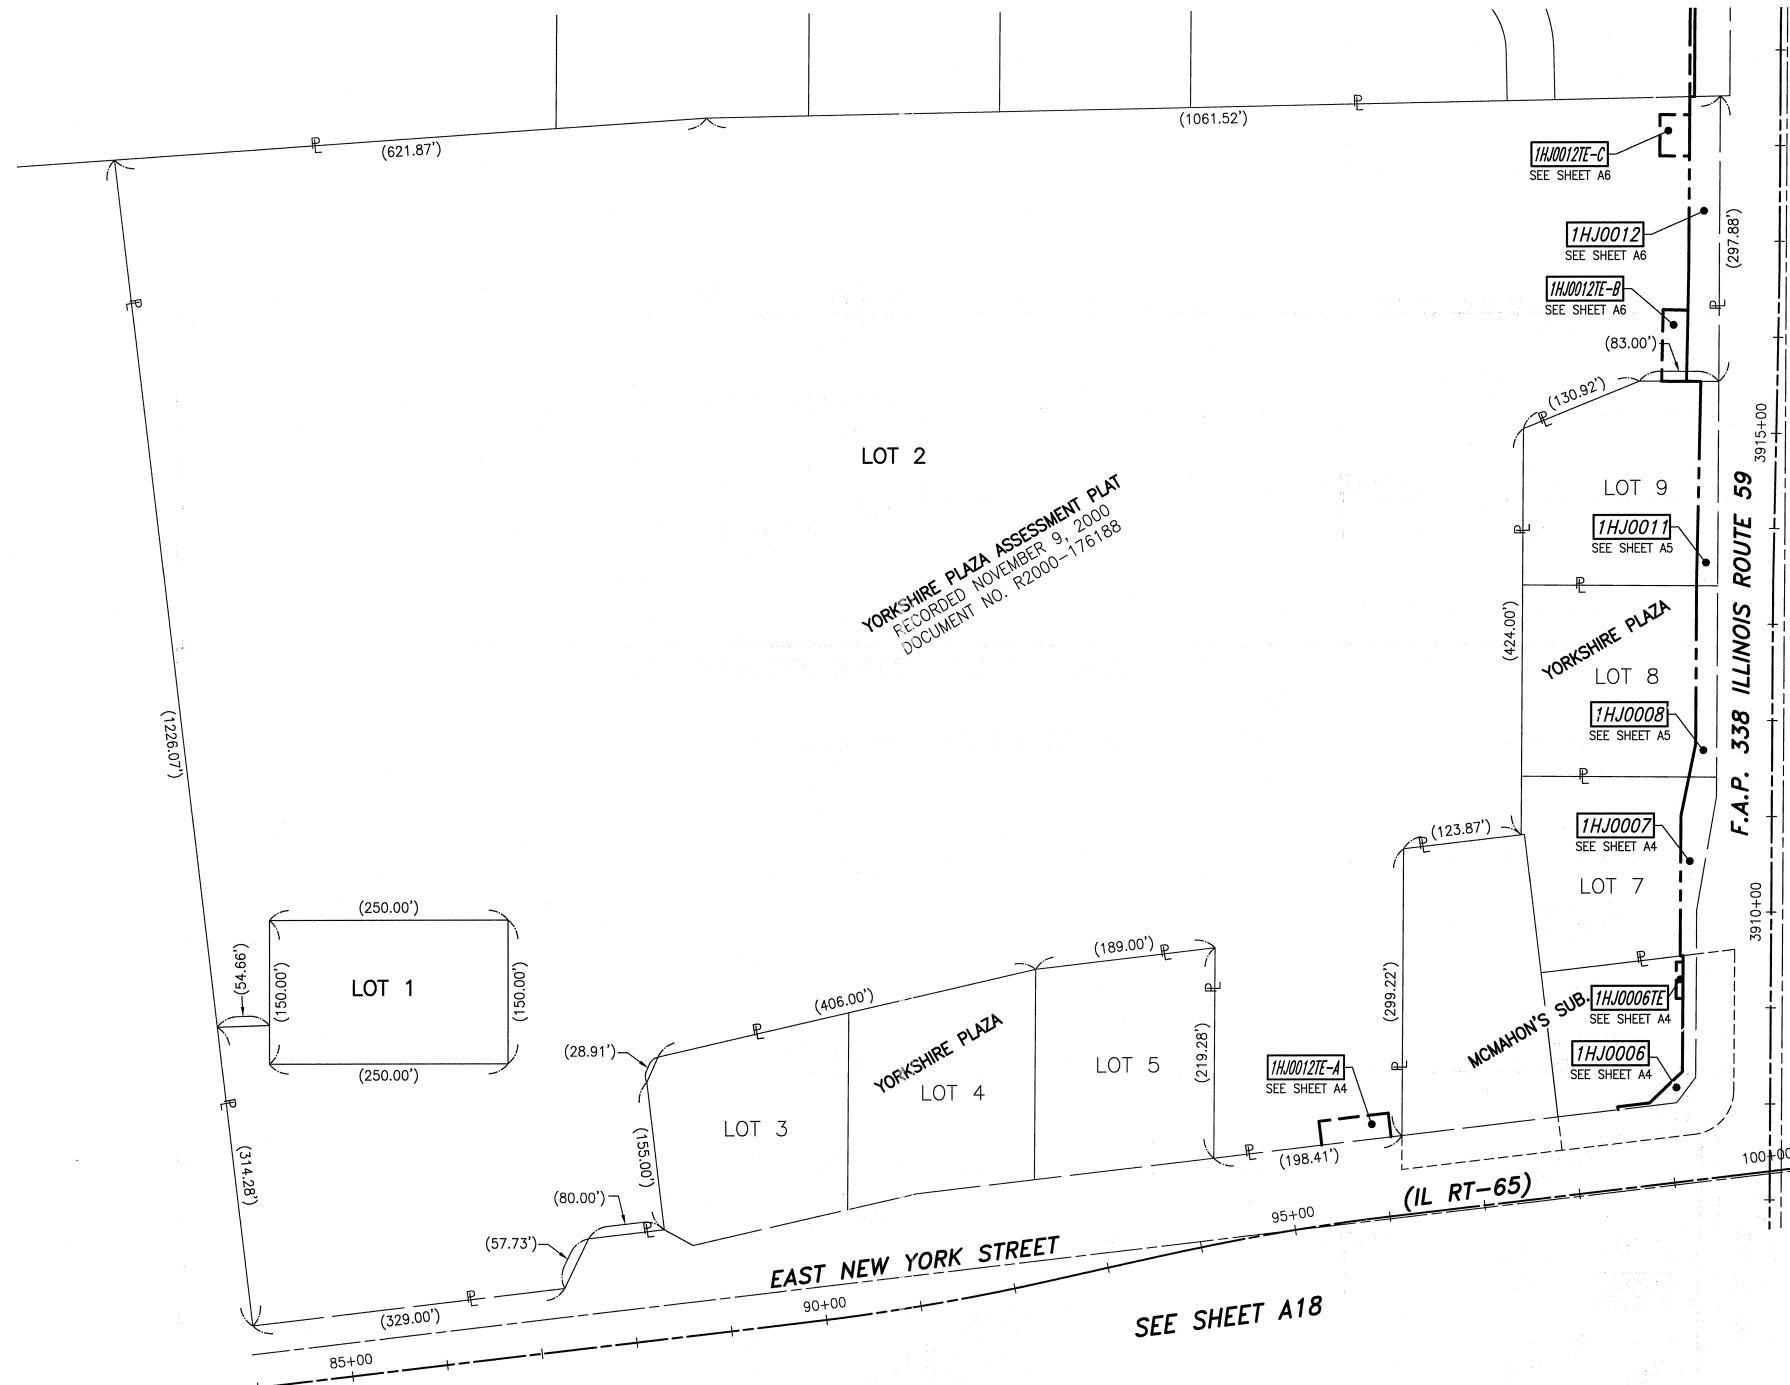 (621.87')
(1061.52')
1HJ0012TE-C
SEE SHEET A6
1HJ0012
SEE SHEET A6
(297.88')
1HJ0012TE-B
SEE SHEET A6
(83.00')
(130.92')
3915+00
LOT 2
YORKSHIRE PLAZA ASSESSMENT PLAT
RECORDED NOVEMBER 9, 2000
DOCUMENT NO. R2000-176188
LOT 9
1HJ0011
SEE SHEET A5
F.A.P. 338 ILLINOIS ROUTE 59
(424.00')
YORKSHIRE PLAZA
LOT 8
1HJ0008
SEE SHEET A5
(1226.07')
(123.87')
1HJ0007
SEE SHEET A4
LOT 7
3910+00
(250.00')
(54.66')
(150.00')
LOT 1
(150.00')
(250.00')
(189.00')
(406.00')
(28.91')
YORKSHIRE PLAZA
LOT 3
LOT 4
LOT 5
(219.28')
(299.22')
MCMAHON'S SUB.
1HJ0006TE
SEE SHEET A4
1HJ0006
SEE SHEET A4
1HJ0012TE-A
SEE SHEET A4
(155.00')
(314.28')
(198.41')
(80.00')
(57.73')
(329.00')
EAST NEW YORK STREET
(IL RT-65)
85+00
90+00
95+00
100+00
SEE SHEET A18